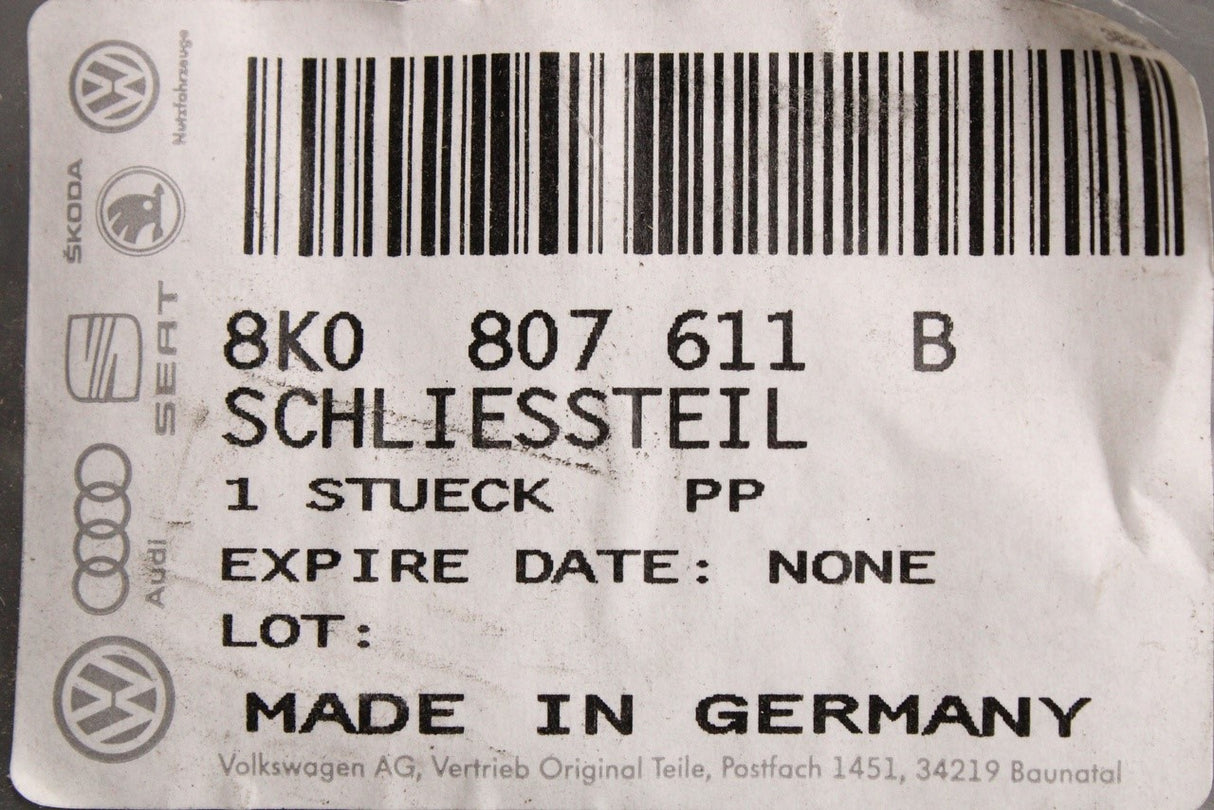 Nutzfahrzeuge
ŠKODA
SEAT
Audi
8K0 807 611 B
SCHLIESSTEIL
1 STUECK PP
EXPIRE DATE: NONE
LOT:
MADE IN GERMANY
Volkswagen AG, Vertrieb Original Teile, Postfach 1451, 34219 Baunatal